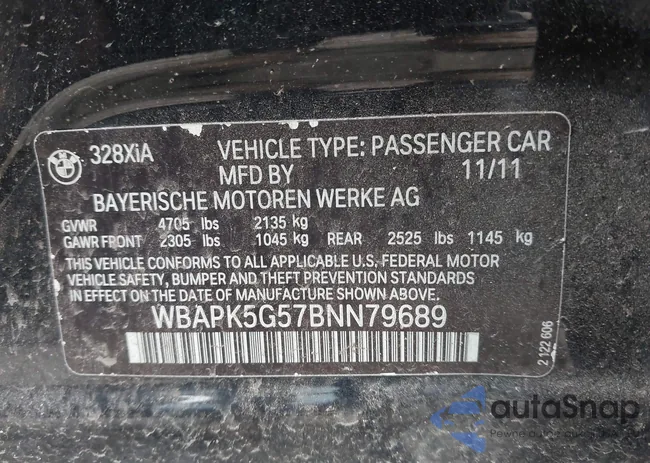 328XiA VEHICLE TYPE: PASSENGER CAR
MFD BY 11/11
BAYERISCHE MOTOREN WERKE AG
GVWR 4705 lbs 2135 kg
GAWR FRONT 2305 lbs 1045 kg REAR 2525 lbs 1145 kg
THIS VEHICLE CONFORMS TO ALL APPLICABLE U.S. FEDERAL MOTOR
VEHICLE SAFETY, BUMPER AND THEFT PREVENTION STANDARDS
IN EFFECT ON THE DATE OF MANUFACTURE SHOWN ABOVE.
WBAPK5G57BNN79689
2 122 606
autoSnap